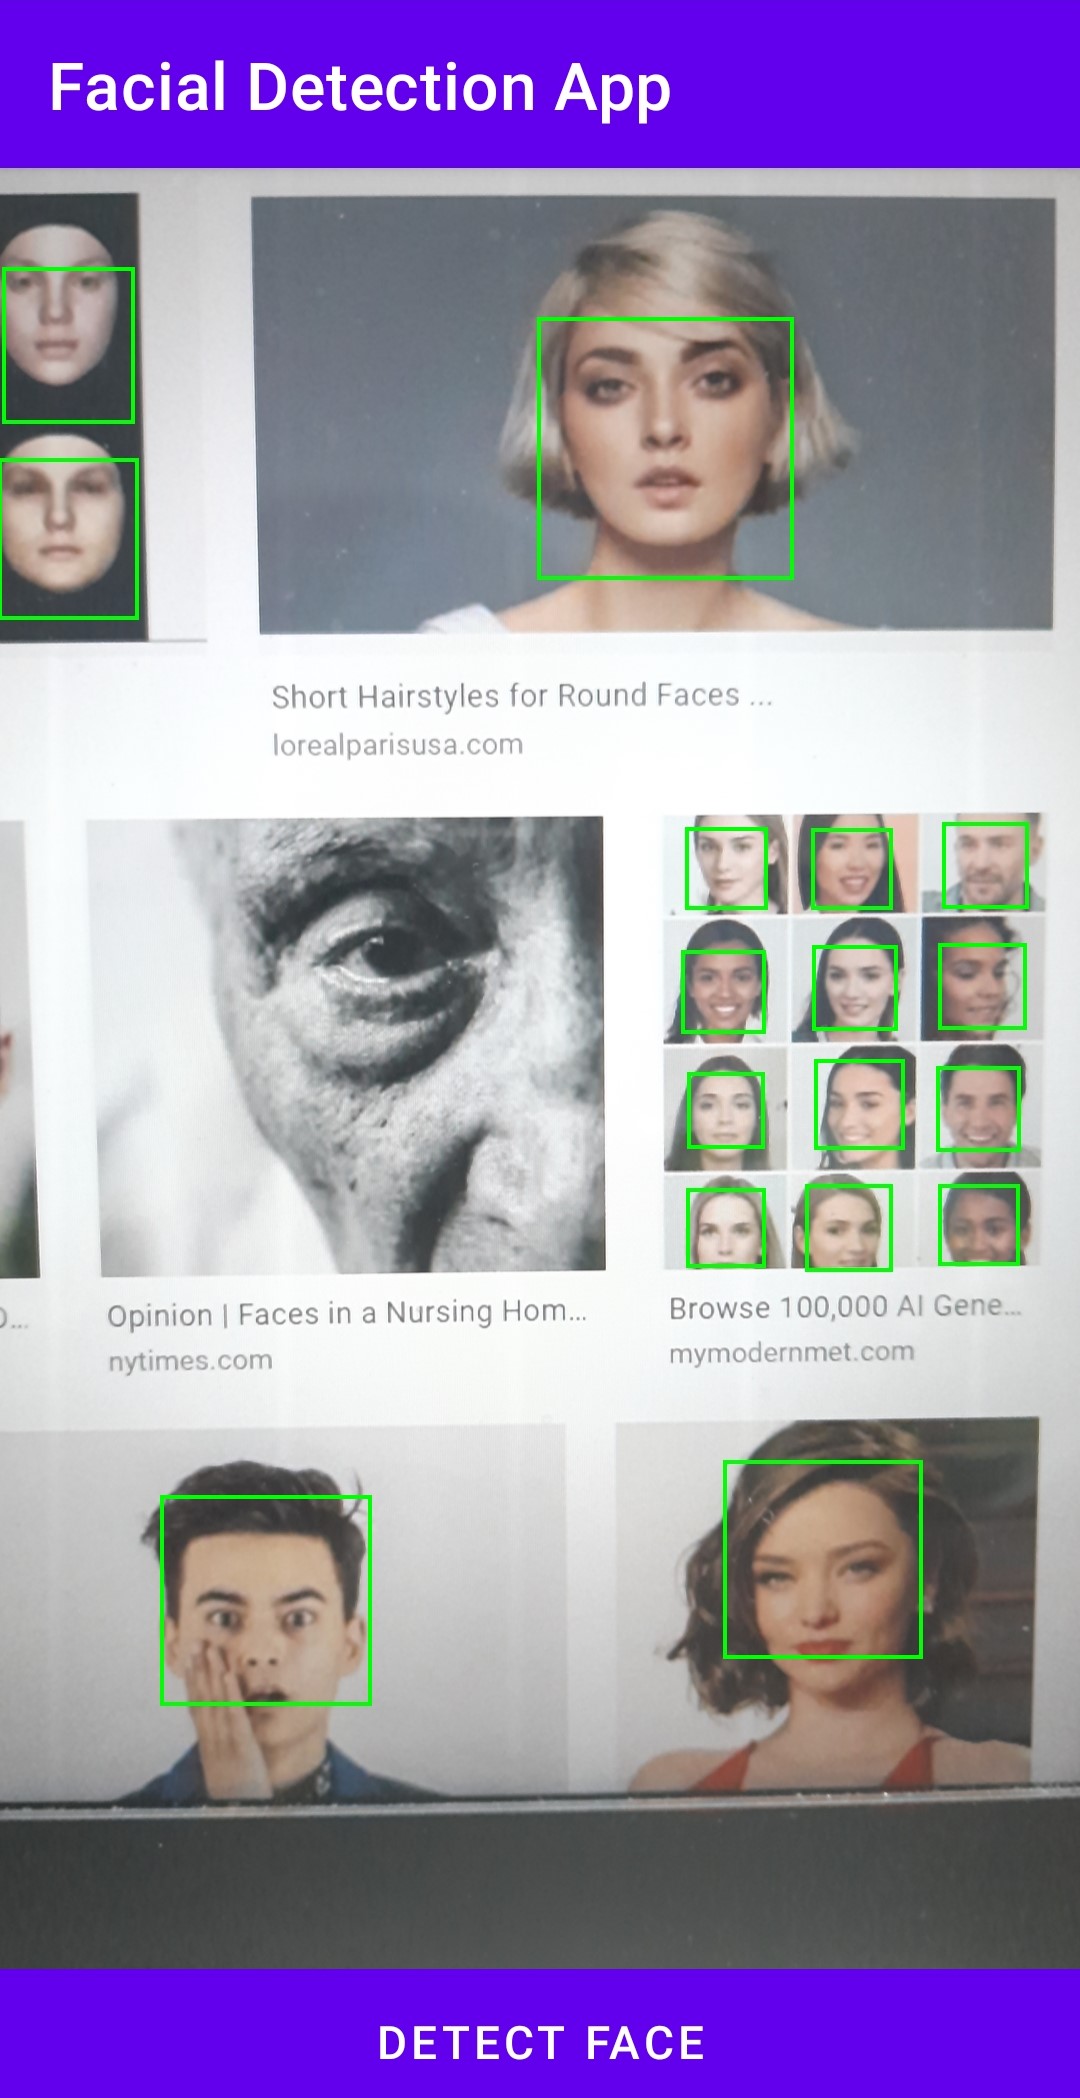 Facial Detection App
Short Hairstyles for Round Faces ...
lorealparisusa.com
Opinion | Faces in a Nursing Hom...
nytimes.com
Browse 100,000 AI Gene...
mymodernmet.com
DETECT FACE